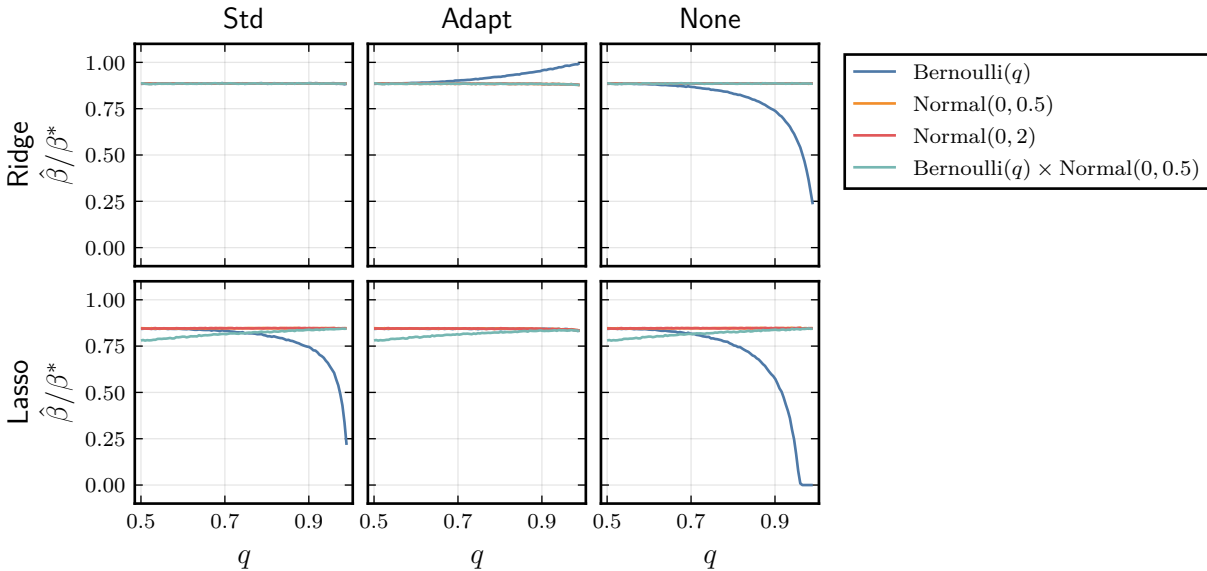 Std Adapt None
Ridge
β̂/β*
1.00
0.75
0.50
0.25
0.00
Bernoulli(q)
Normal(0, 0.5)
Normal(0, 2)
Bernoulli(q) × Normal(0, 0.5)
Lasso
β̂/β*
1.00
0.75
0.50
0.25
0.00
0.5 0.7 0.9 0.5 0.7 0.9 0.5 0.7 0.9
q q q